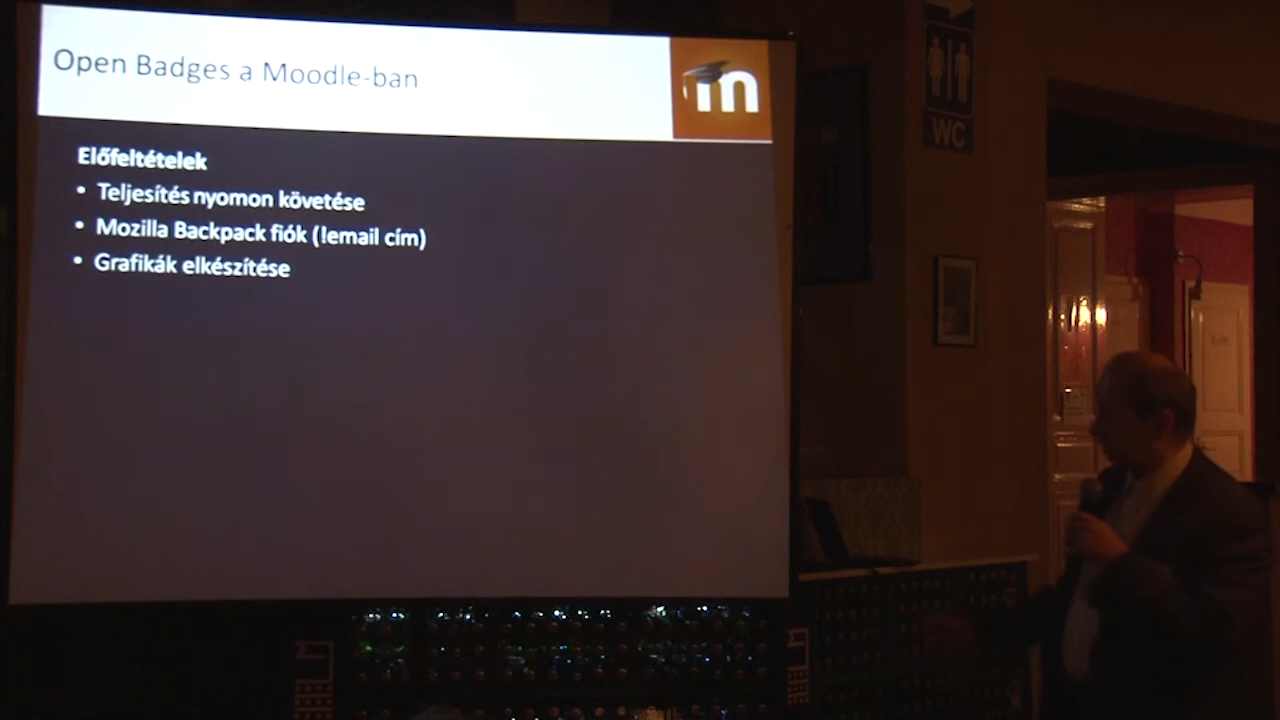 Open Badges a Moodle-ban
m
Előfeltételek
• Teljesítés nyomon követése
• Mozilla Backpack fiók (!email cím)
• Grafikák elkészítése
WC